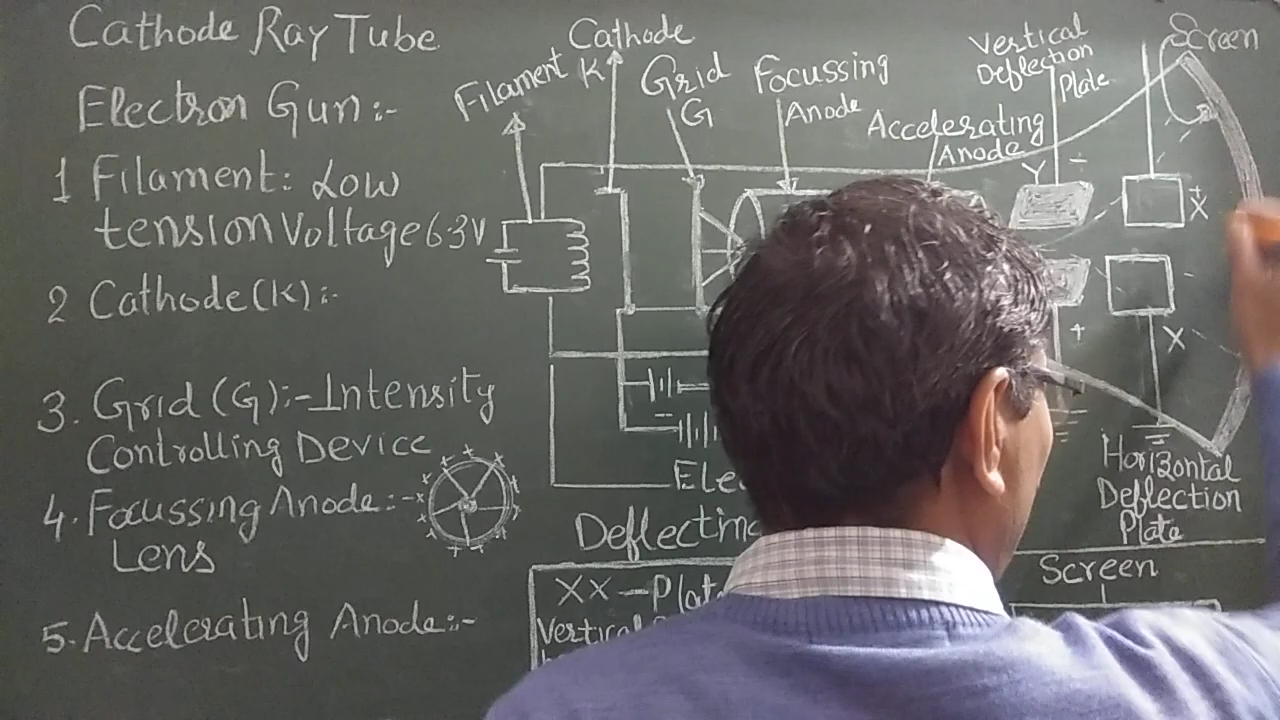 Cathode Ray Tube
Electron Gun:-
1 Filament: Low
tension Voltage 6.3V
2 Cathode(K):-
3. Grid (G):- Intensity
Controlling Device
4. Focussing Anode:-
Lens
5. Accelerating Anode:-
Filament
Cathode
K
Grid
G
Focussing
Anode
Accelerating
Anode
Vertical
Deflection
Plate
Screen
Y
-
+
X
+
X
Horizontal
Deflection
Plate
Screen
XX - Plate